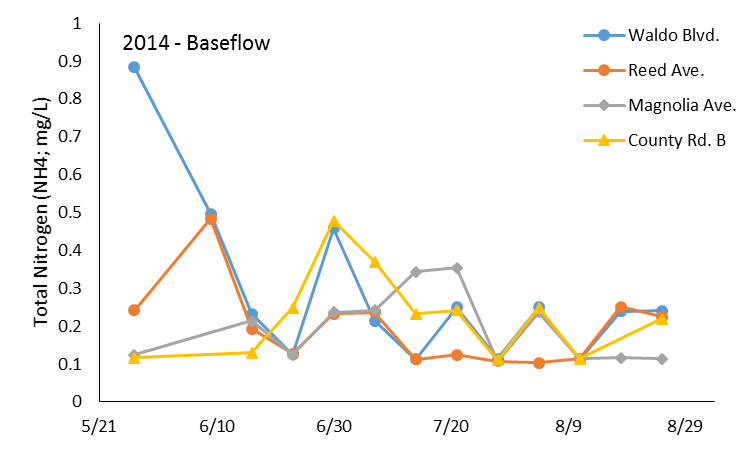 2014 - Baseflow
Waldo Blvd.
Reed Ave.
Magnolia Ave.
County Rd. B
Total Nitrogen (NH4; mg/L)
1
0.9
0.8
0.7
0.6
0.5
0.4
0.3
0.2
0.1
0
5/21 6/10 6/30 7/20 8/9 8/29